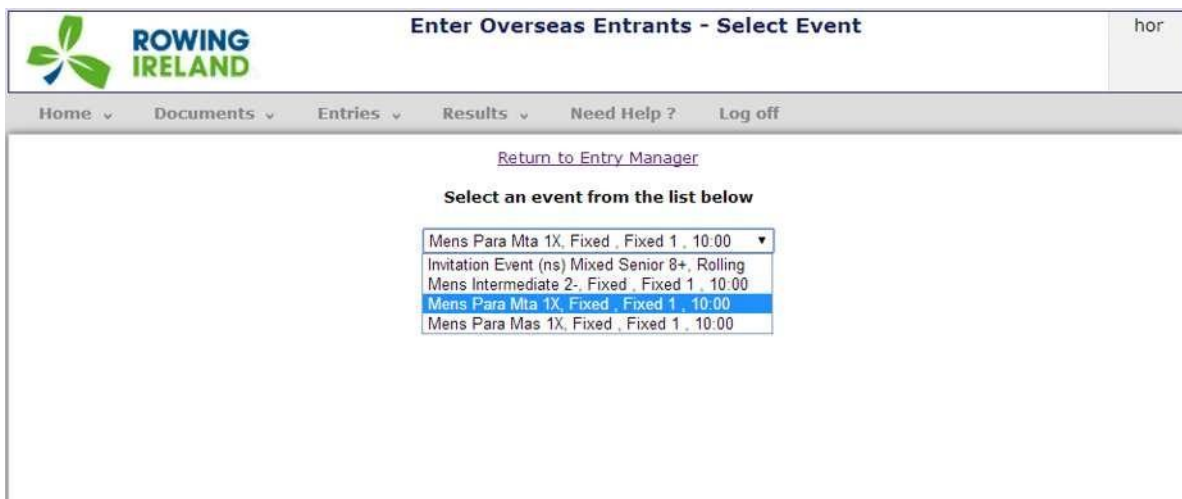 ROWING
IRELAND
Enter Overseas Entrants - Select Event
hor
Home Documents Entries Results Need Help ? Log off
Return to Entry Manager
Select an event from the list below
Mens Para Mta 1X, Fixed , Fixed 1 , 10:00
Invitation Event (ns) Mixed Senior 8+, Rolling
Mens Intermediate 2-, Fixed , Fixed 1 , 10:00
Mens Para Mta 1X, Fixed , Fixed 1 , 10:00
Mens Para Mas 1X, Fixed , Fixed 1 , 10:00